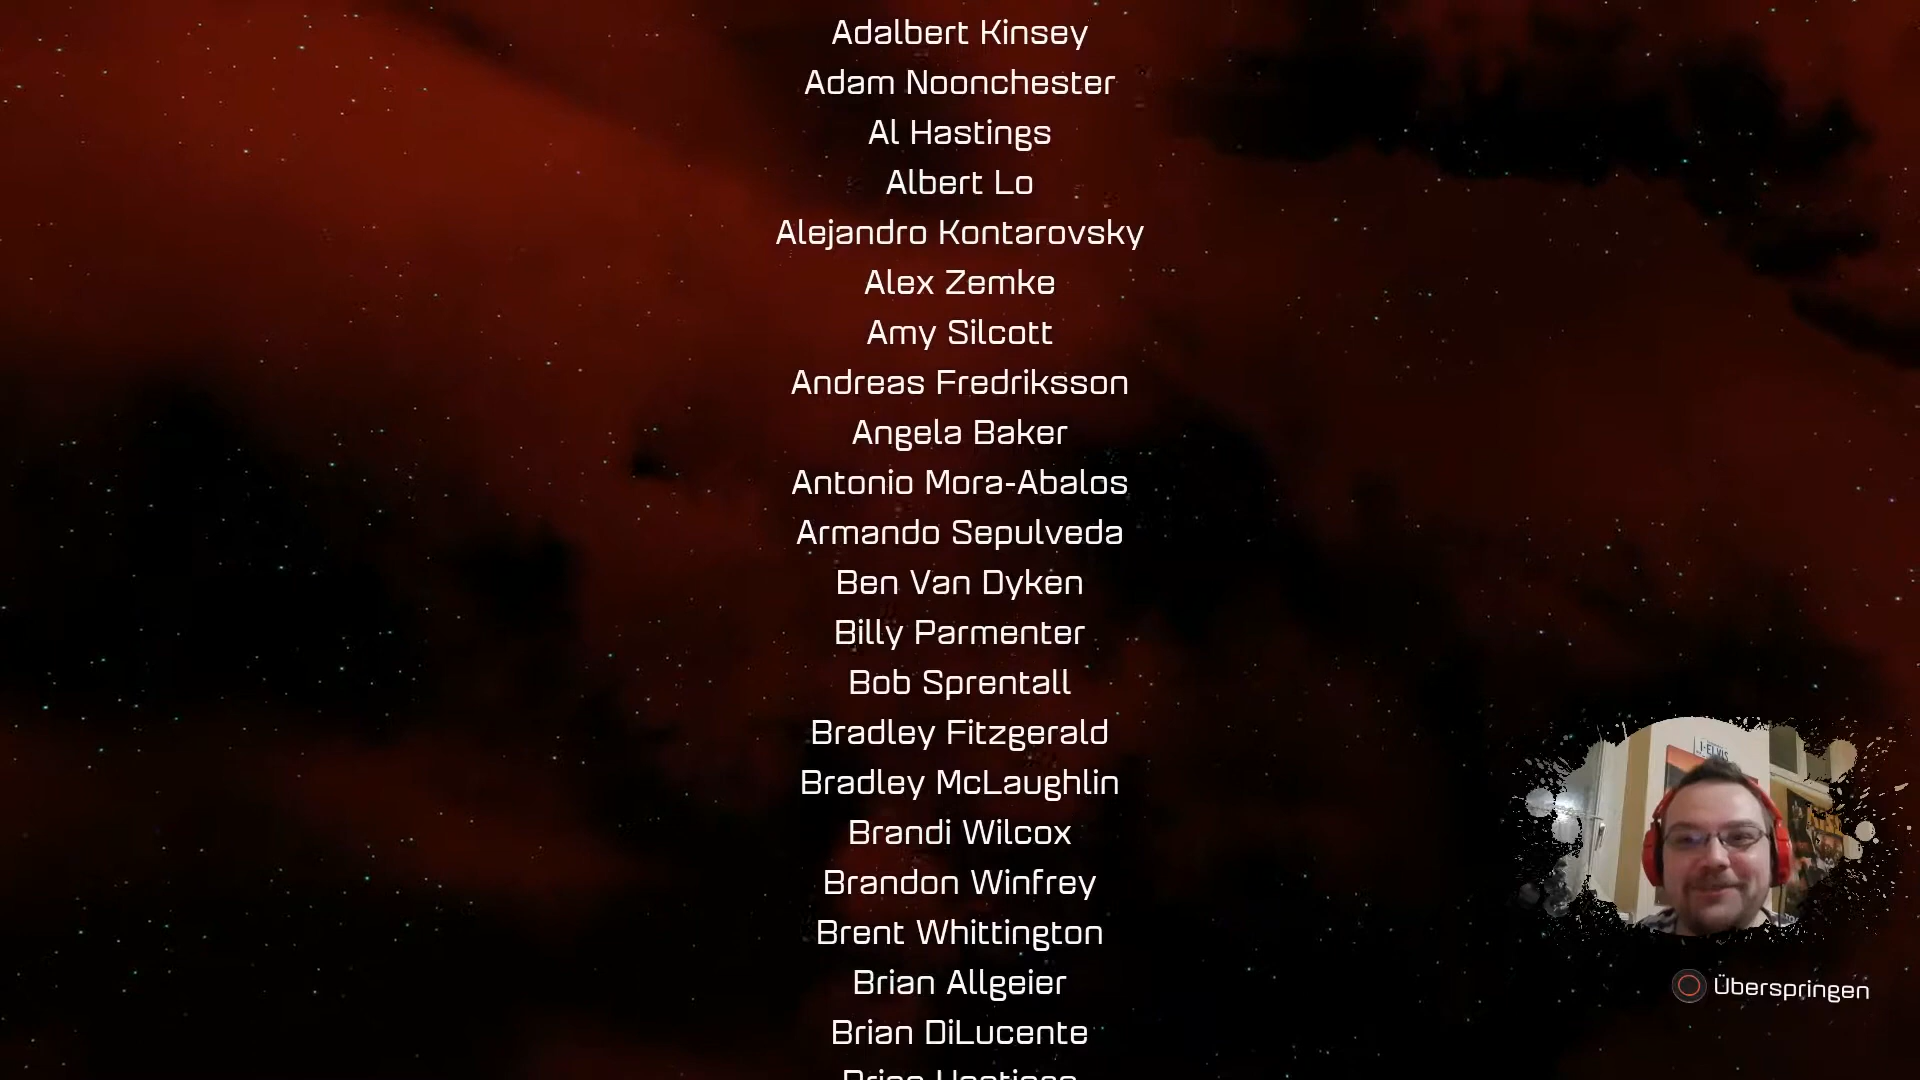 Adalbert Kinsey
Adam Noonchester
Al Hastings
Albert Lo
Alejandro Kontarovsky
Alex Zemke
Amy Silcott
Andreas Fredriksson
Angela Baker
Antonio Mora-Abalos
Armando Sepulveda
Ben Van Dyken
Billy Parmenter
Bob Sprentall
Bradley Fitzgerald
Bradley McLaughlin
Brandi Wilcox
Brandon Winfrey
Brent Whittington
Brian Allgeier
Brian DiLucente
Überspringen